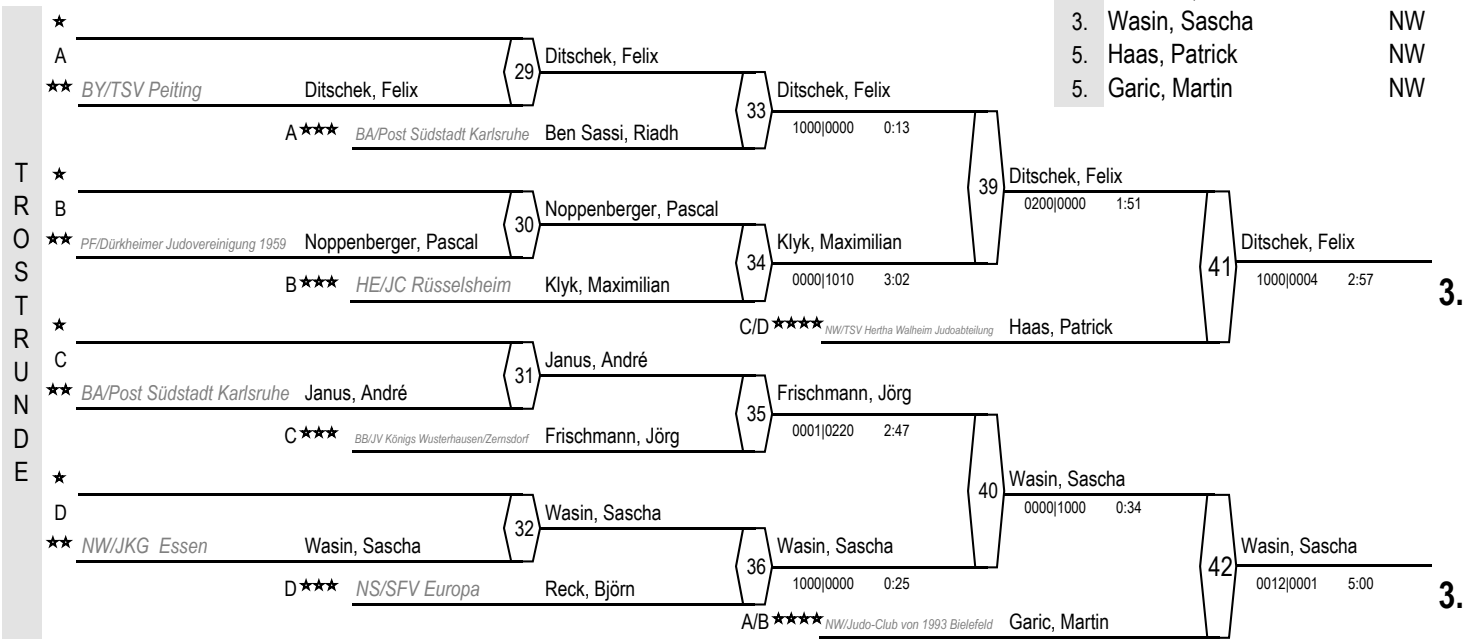 3. Wasin, Sascha NW
5. Haas, Patrick NW
5. Garic, Martin NW
TROSTRUNDE
A
29
Ditschek, Felix
BY/TSV Peiting Ditschek, Felix
33
Ditschek, Felix
1000|0000 0:13
A BA/Post Südstadt Karlsruhe Ben Sassi, Riadh
39
Ditschek, Felix
0200|0000 1:51
B
30
Noppenberger, Pascal
PF/Dürkheimer Judovereinigung 1959 Noppenberger, Pascal
34
Klyk, Maximilian
0000|1010 3:02
B HE/JC Rüsselsheim Klyk, Maximilian
41
Ditschek, Felix
1000|0004 2:57
3.
C/D NW/TSV Hertha Walheim Judoabteilung Haas, Patrick
C
31
Janus, André
BA/Post Südstadt Karlsruhe Janus, André
35
Frischmann, Jörg
0001|0220 2:47
C BB/JV Königs Wusterhausen/Zernsdorf Frischmann, Jörg
40
Wasin, Sascha
0000|1000 0:34
D
32
Wasin, Sascha
NW/JKG Essen Wasin, Sascha
36
Wasin, Sascha
1000|0000 0:25
D NS/SFV Europa Reck, Björn
42
Wasin, Sascha
0012|0001 5:00
3.
A/B NW/Judo-Club von 1993 Bielefeld Garic, Martin